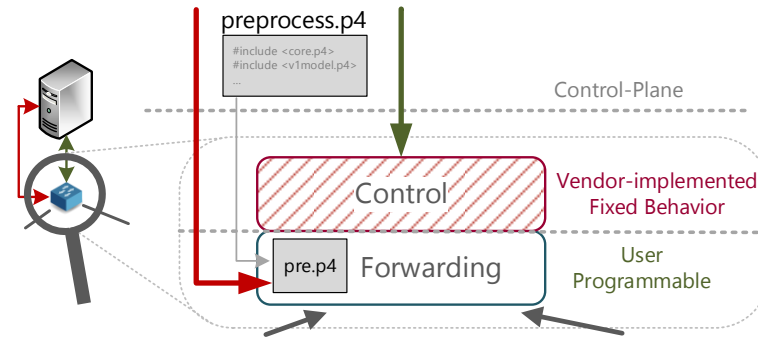 preprocess.p4
#include <core.p4>
#include <v1model.p4>
...
Control-Plane
Control
Vendor-implemented
Fixed Behavior
pre.p4
Forwarding
User
Programmable